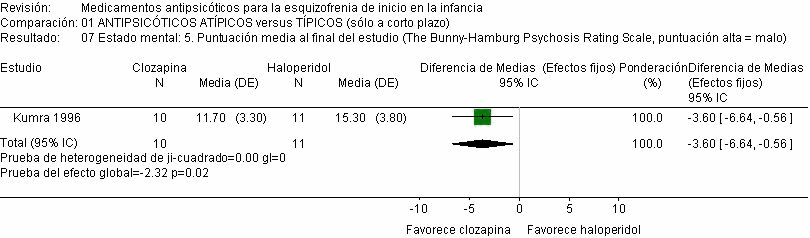 Revisión: Medicamentos antipsicóticos para la esquizofrenia de inicio en la infancia
Comparación: 01 ANTIPSICÓTICOS ATÍPICOS versus TÍPICOS (sólo a corto plazo)
Resultado: 07 Estado mental: 5. Puntuación media al final del estudio (The Bunny-Hamburg Psychosis Rating Scale, puntuación alta = malo)
Estudio Clozapina Haloperidol Diferencia de Medias (Efectos fijos) Ponderación Diferencia de Medias
N Media (DE) N Media (DE) 95% IC (%) (Efectos fijos)
95% IC
Kumra 1996 10 11.70 (3.30) 11 15.30 (3.80) 100.0 -3.60 [ -6.64, -0.56 ]
Total (95% IC) 10 11 100.0 -3.60 [ -6.64, -0.56 ]
Prueba de heterogeneidad de ji-cuadrado=0.00 gl=0
Prueba del efecto global=-2.32 p=0.02
-10 -5 0 5 10
Favorece clozapina Favorece haloperidol